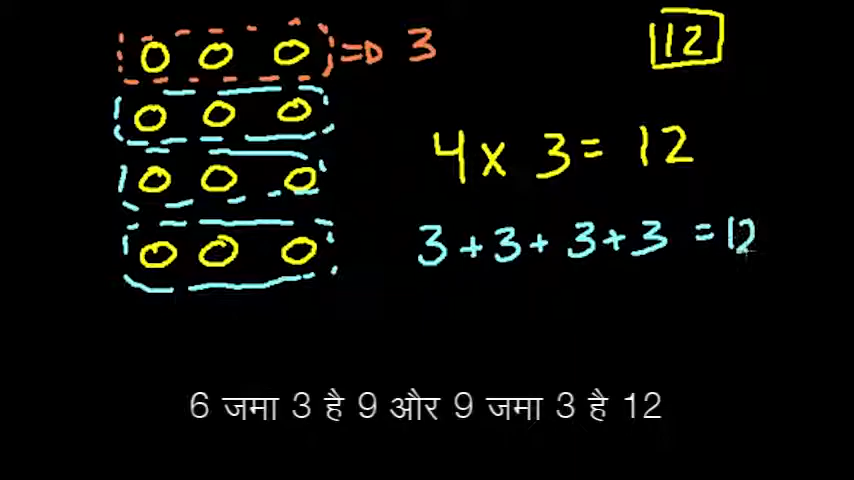 ⇒ 3
12
4 x 3 = 12
3 + 3 + 3 + 3 = 12
6 जमा 3 है 9 और 9 जमा 3 है 12